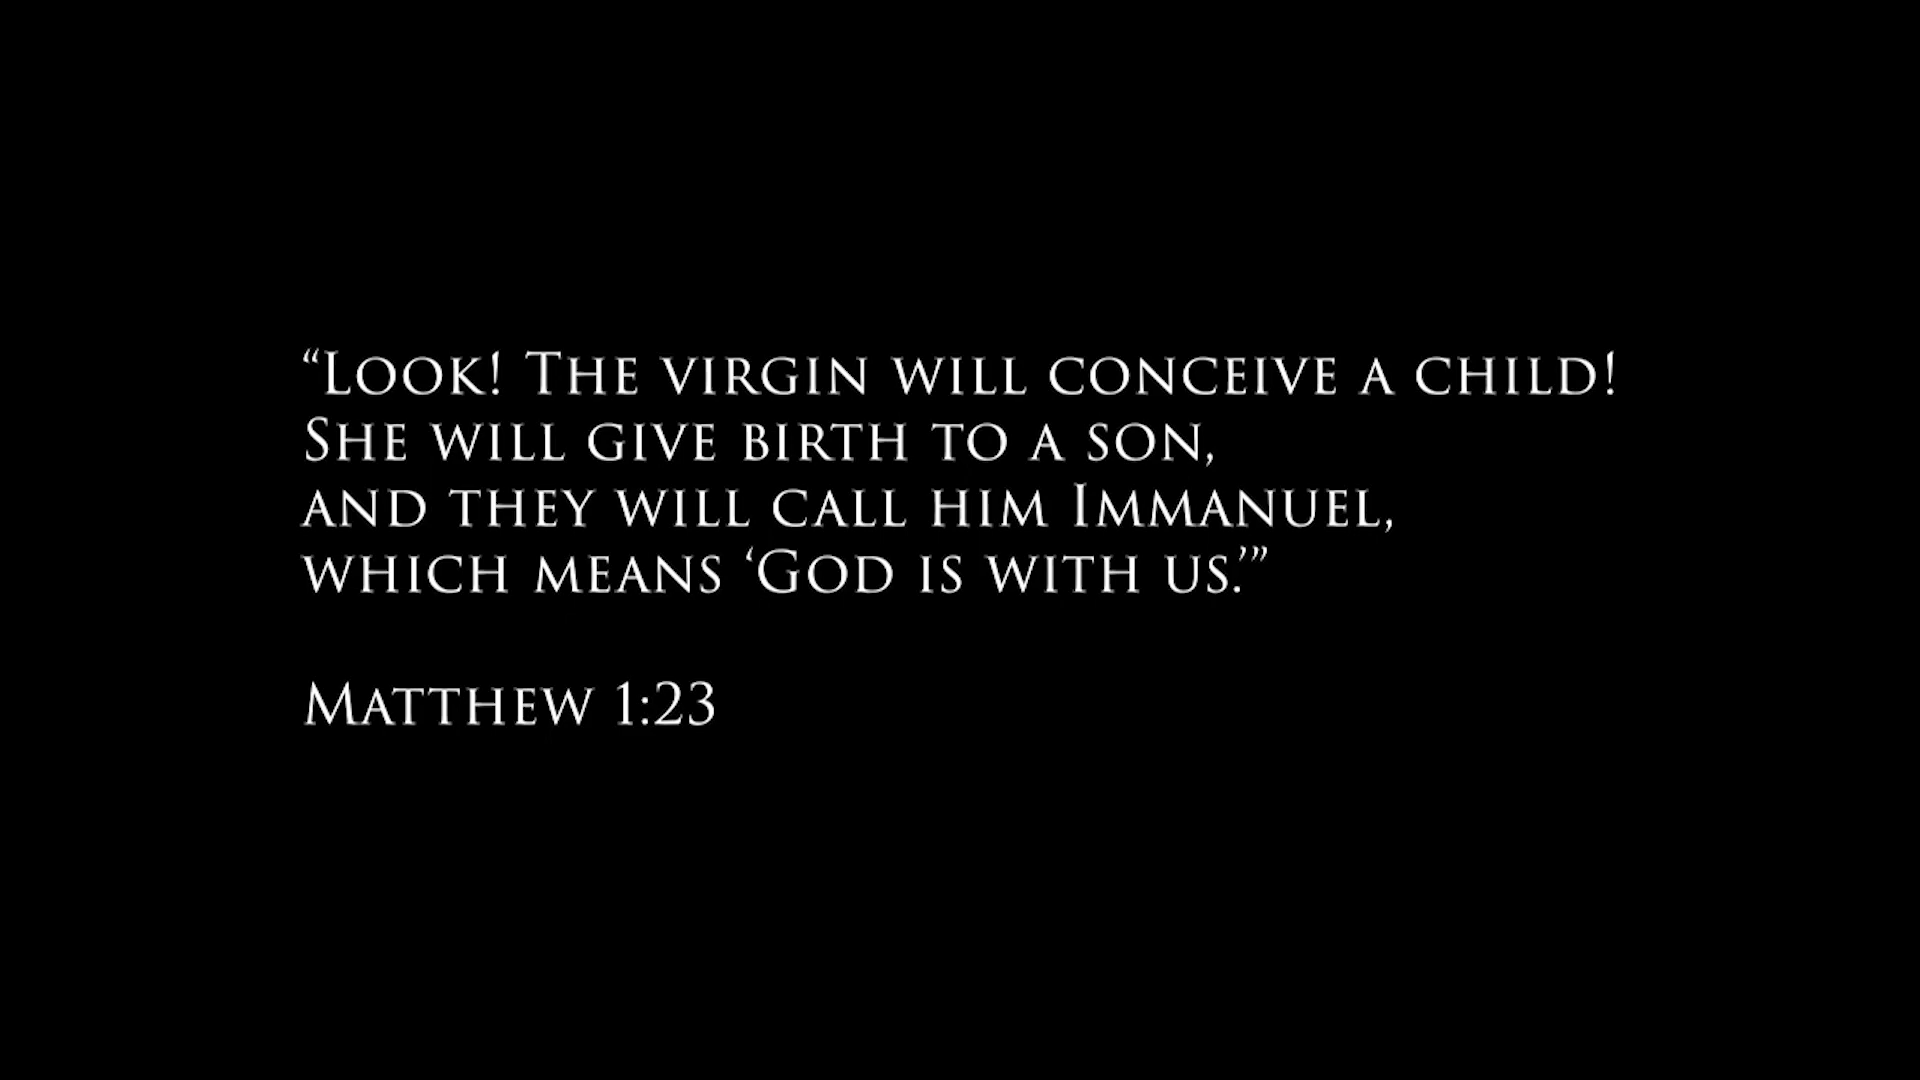 “Look! The virgin will conceive a child!
She will give birth to a son,
and they will call him Immanuel,
which means ‘God is with us.’”
Matthew 1:23